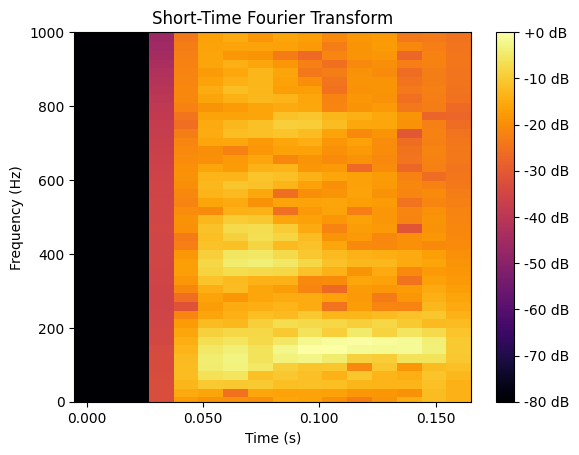 Short-Time Fourier Transform
1000
800
600
400
200
0
Frequency (Hz)
0.000
0.050
0.100
0.150
Time (s)
+0 dB
-10 dB
-20 dB
-30 dB
-40 dB
-50 dB
-60 dB
-70 dB
-80 dB